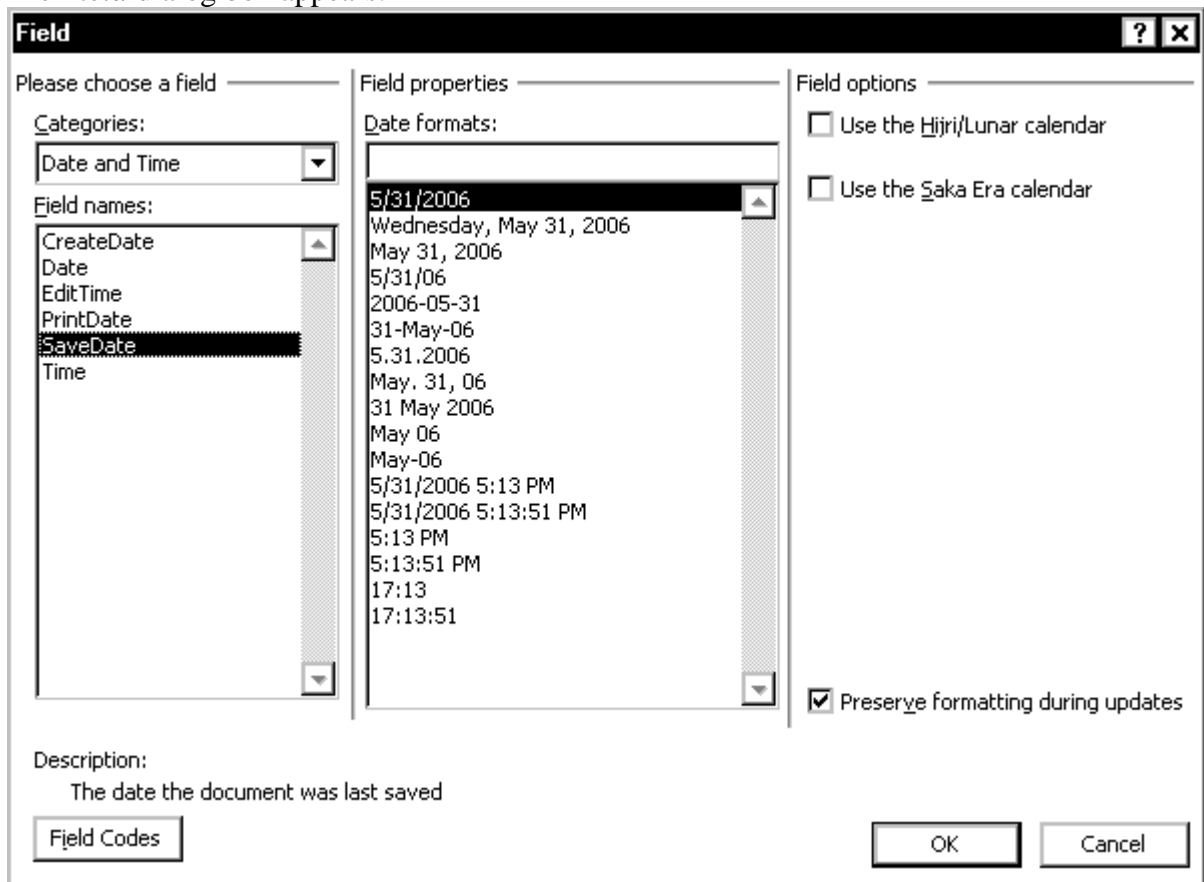 Field
Please choose a field
Categories:
Date and Time
Field names:
CreateDate
Date
EditTime
PrintDate
SaveDate
Time
Field properties
Date formats:
5/31/2006
Wednesday, May 31, 2006
May 31, 2006
5/31/06
2006-05-31
31-May-06
5.31.2006
May. 31, 06
31 May 2006
May 06
May-06
5/31/2006 5:13 PM
5/31/2006 5:13:51 PM
5:13 PM
5:13:51 PM
17:13
17:13:51
Field options
Use the Hijri/Lunar calendar
Use the Saka Era calendar
Preserve formatting during updates
Description:
The date the document was last saved
Field Codes
OK
Cancel